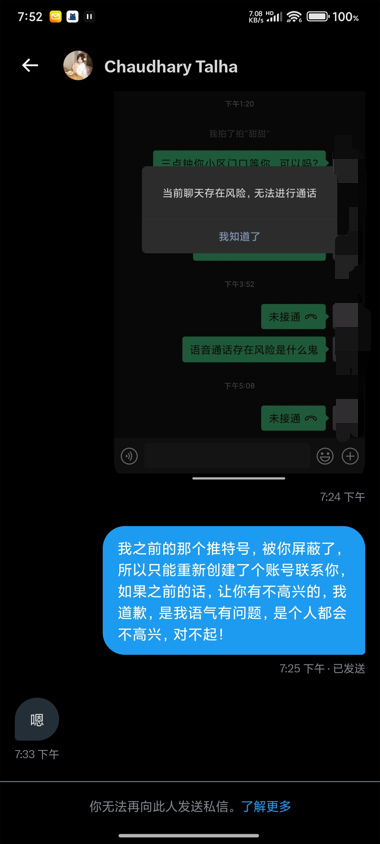 7:52
7.08 KB/s HD 100%
Chaudhary Talha
下午1:20
我拍了拍"甜甜"
三点钟你小区门口等你，可以吗？
当前聊天存在风险，无法进行通话
我知道了
下午3:52
未接通
语音通话存在风险是什么鬼
下午5:08
未接通
7:24 下午
我之前的那个推特号，被你屏蔽了，
所以只能重新创建了个账号联系你，
如果之前的话，让你有不高兴的，我
道歉，是我语气有问题，是个人都会
不高兴，对不起！
7:25 下午 · 已发送
嗯
7:33 下午
你无法再向此人发送私信。了解更多